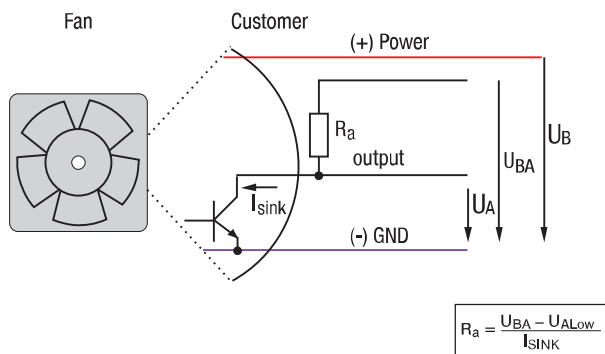 Fan
Customer
(+) Power
Ra
output
Isink
(-) GND
UA
UBA
UB
Ra = UBA – UALow
ISINK